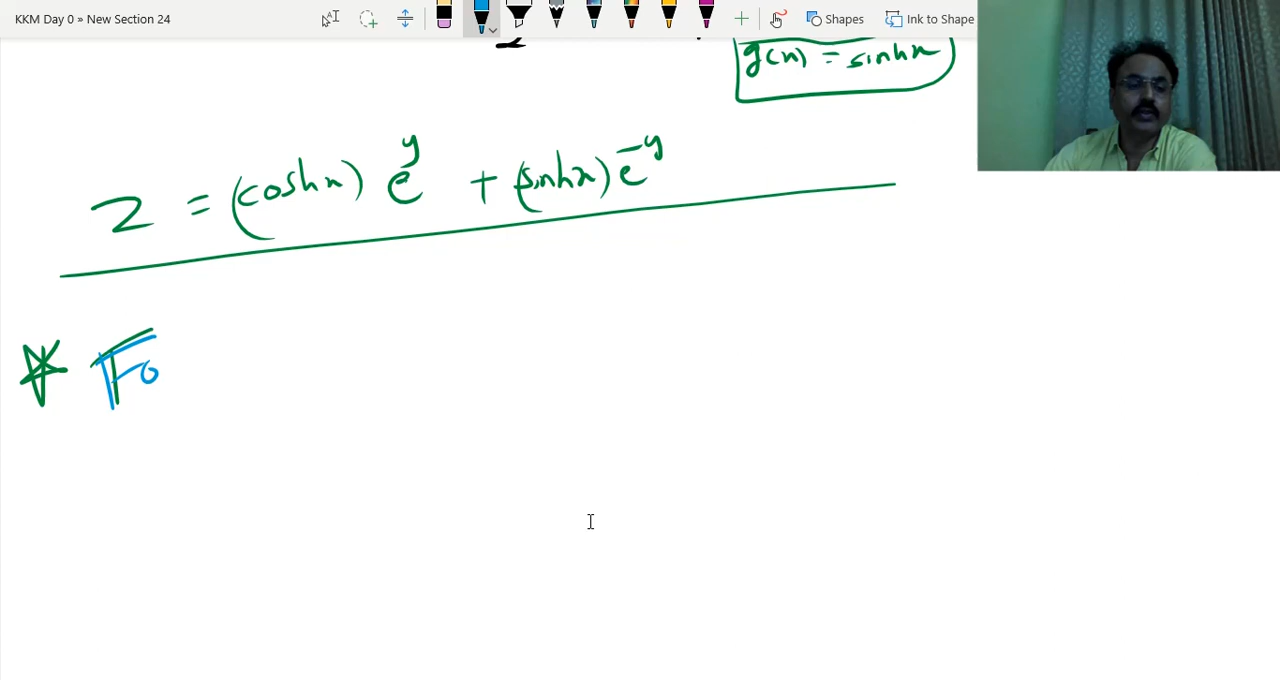 KKM Day 0 » New Section 24
Shapes
Ink to Shape
g(x) = sinhx
z = (coshx) e^y + (sinhx) e^-y
* Fo